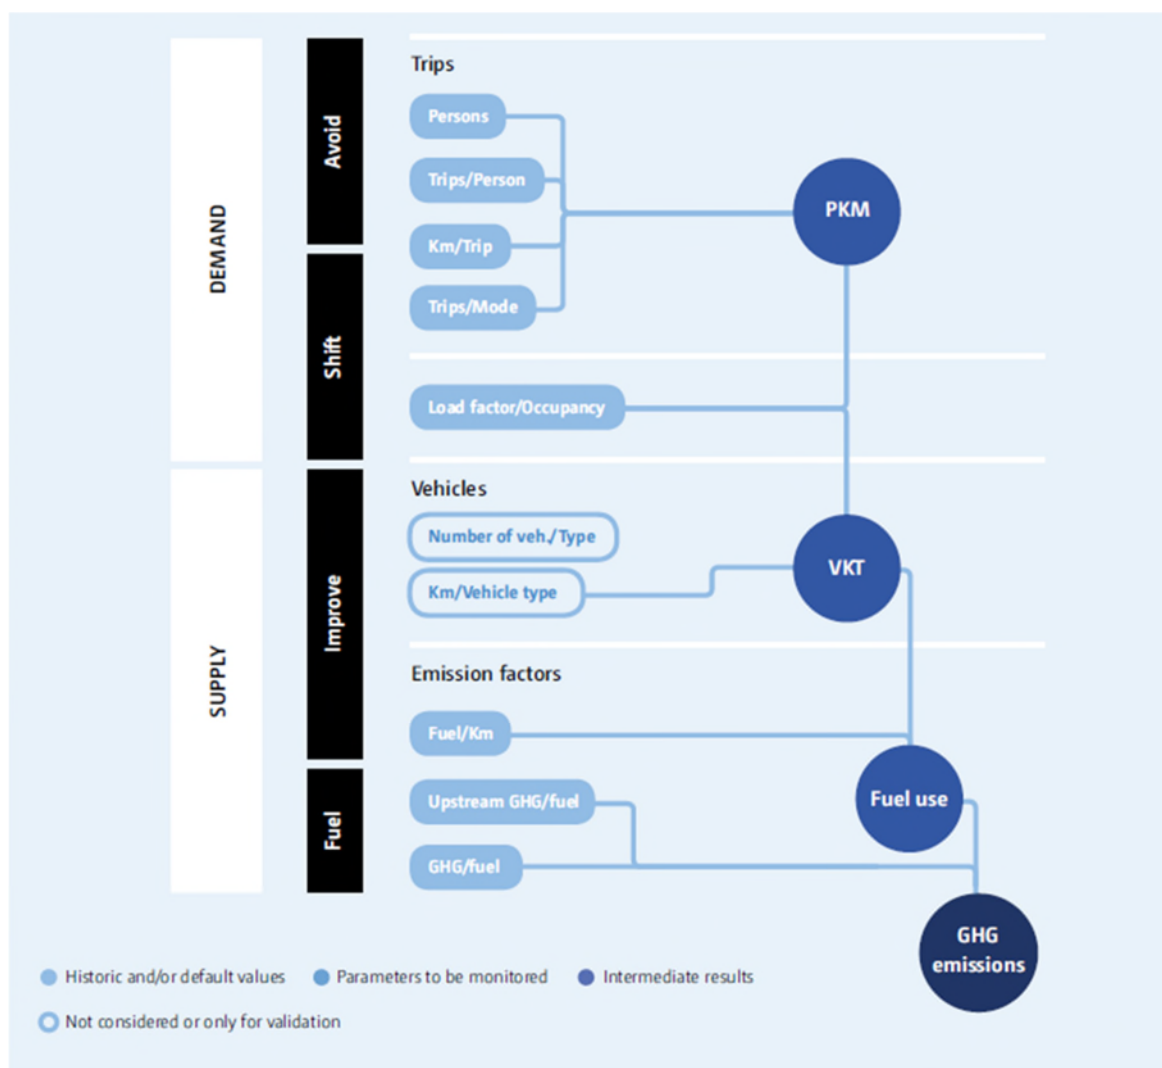 DEMAND
SUPPLY
Avoid
Shift
Improve
Fuel
Trips
Persons
Trips/Person
Km/Trip
Trips/Mode
PKM
Load factor/Occupancy
Vehicles
Number of veh./Type
Km/Vehicle type
VKT
Emission factors
Fuel/Km
Upstream GHG/fuel
GHG/fuel
Fuel use
GHG
emissions
Historic and/or default values
Parameters to be monitored
Intermediate results
Not considered or only for validation